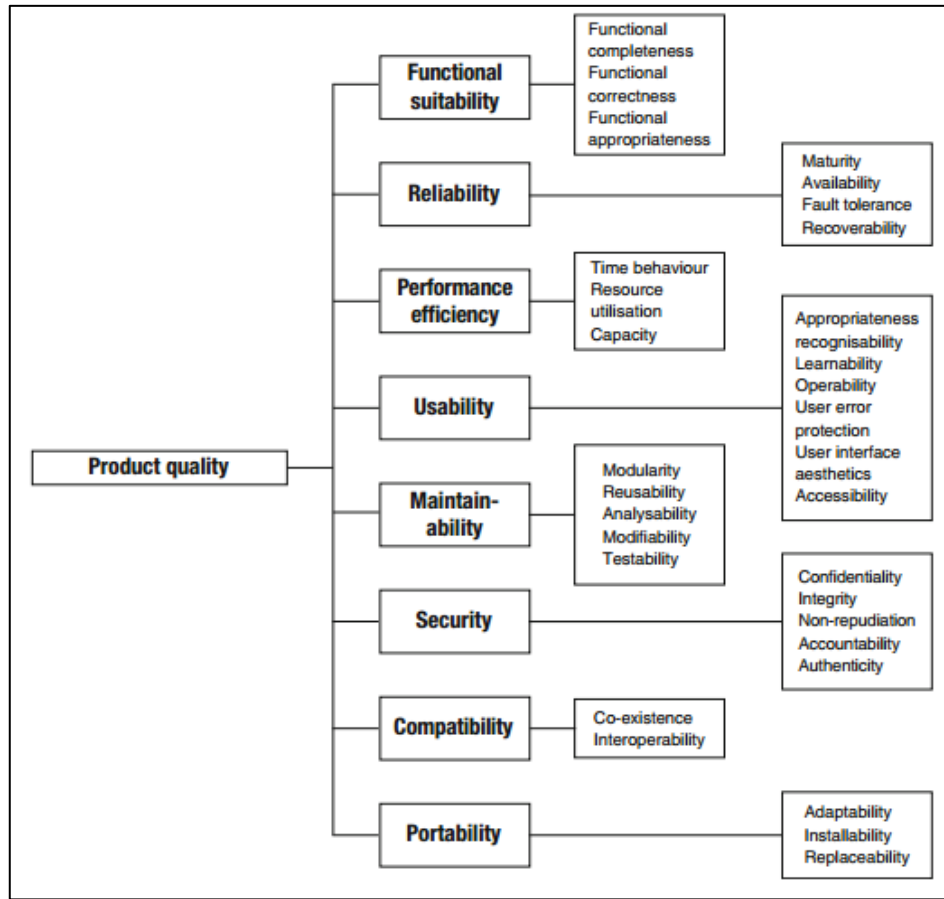 Product quality
Functional
suitability
Functional
completeness
Functional
correctness
Functional
appropriateness
Reliability
Maturity
Availability
Fault tolerance
Recoverability
Performance
efficiency
Time behaviour
Resource
utilisation
Capacity
Usability
Appropriateness
recognisability
Learnability
Operability
User error
protection
User interface
aesthetics
Accessibility
Maintain-
ability
Modularity
Reusability
Analysability
Modifiability
Testability
Security
Confidentiality
Integrity
Non-repudiation
Accountability
Authenticity
Compatibility
Co-existence
Interoperability
Portability
Adaptability
Installability
Replaceability